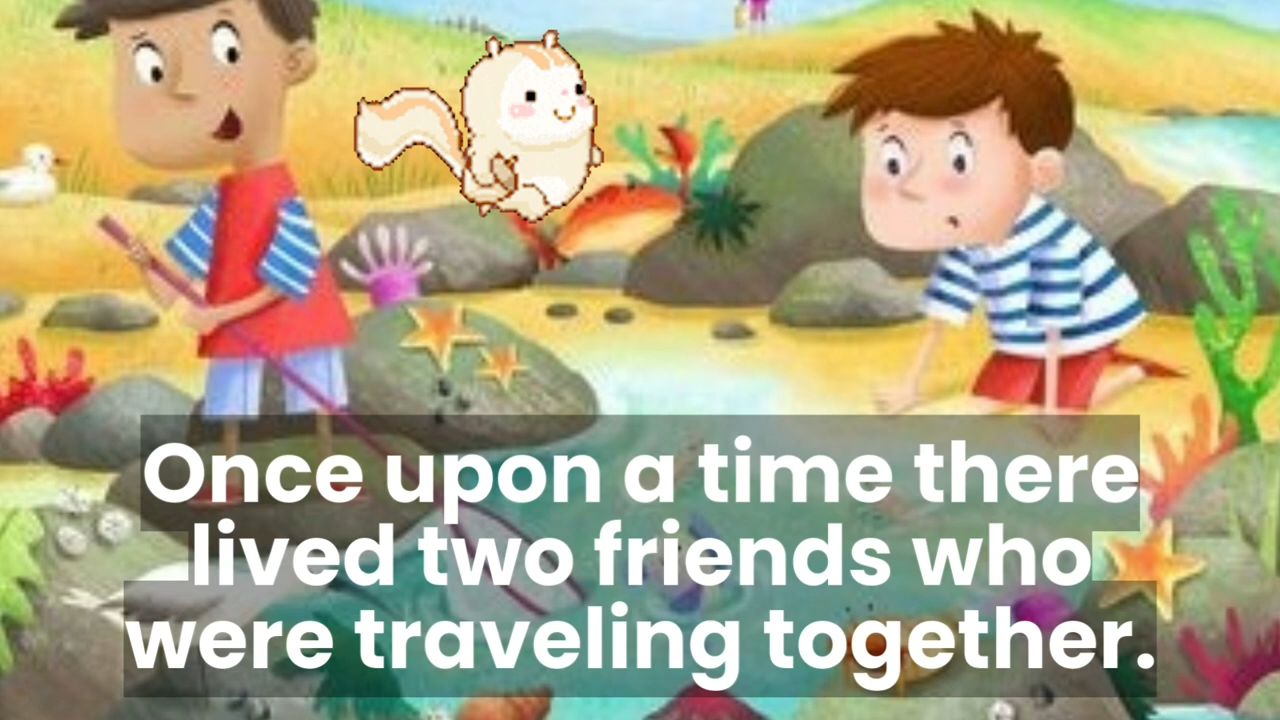 Once upon a time there
lived two friends who
were traveling together.